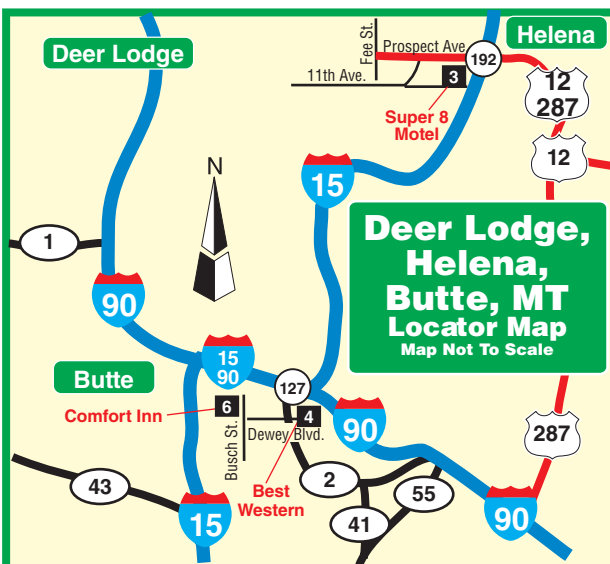 Deer Lodge
Fee St.
Prospect Ave
192
Helena
11th Ave.
3
12
287
Super 8
Motel
12
N
15
1
Deer Lodge,
Helena,
Butte, MT
Locator Map
Map Not To Scale
90
15
90
Butte
127
6
Comfort Inn
4
Busch St.
Dewey Blvd.
90
287
43
Best
Western
2
55
15
41
90